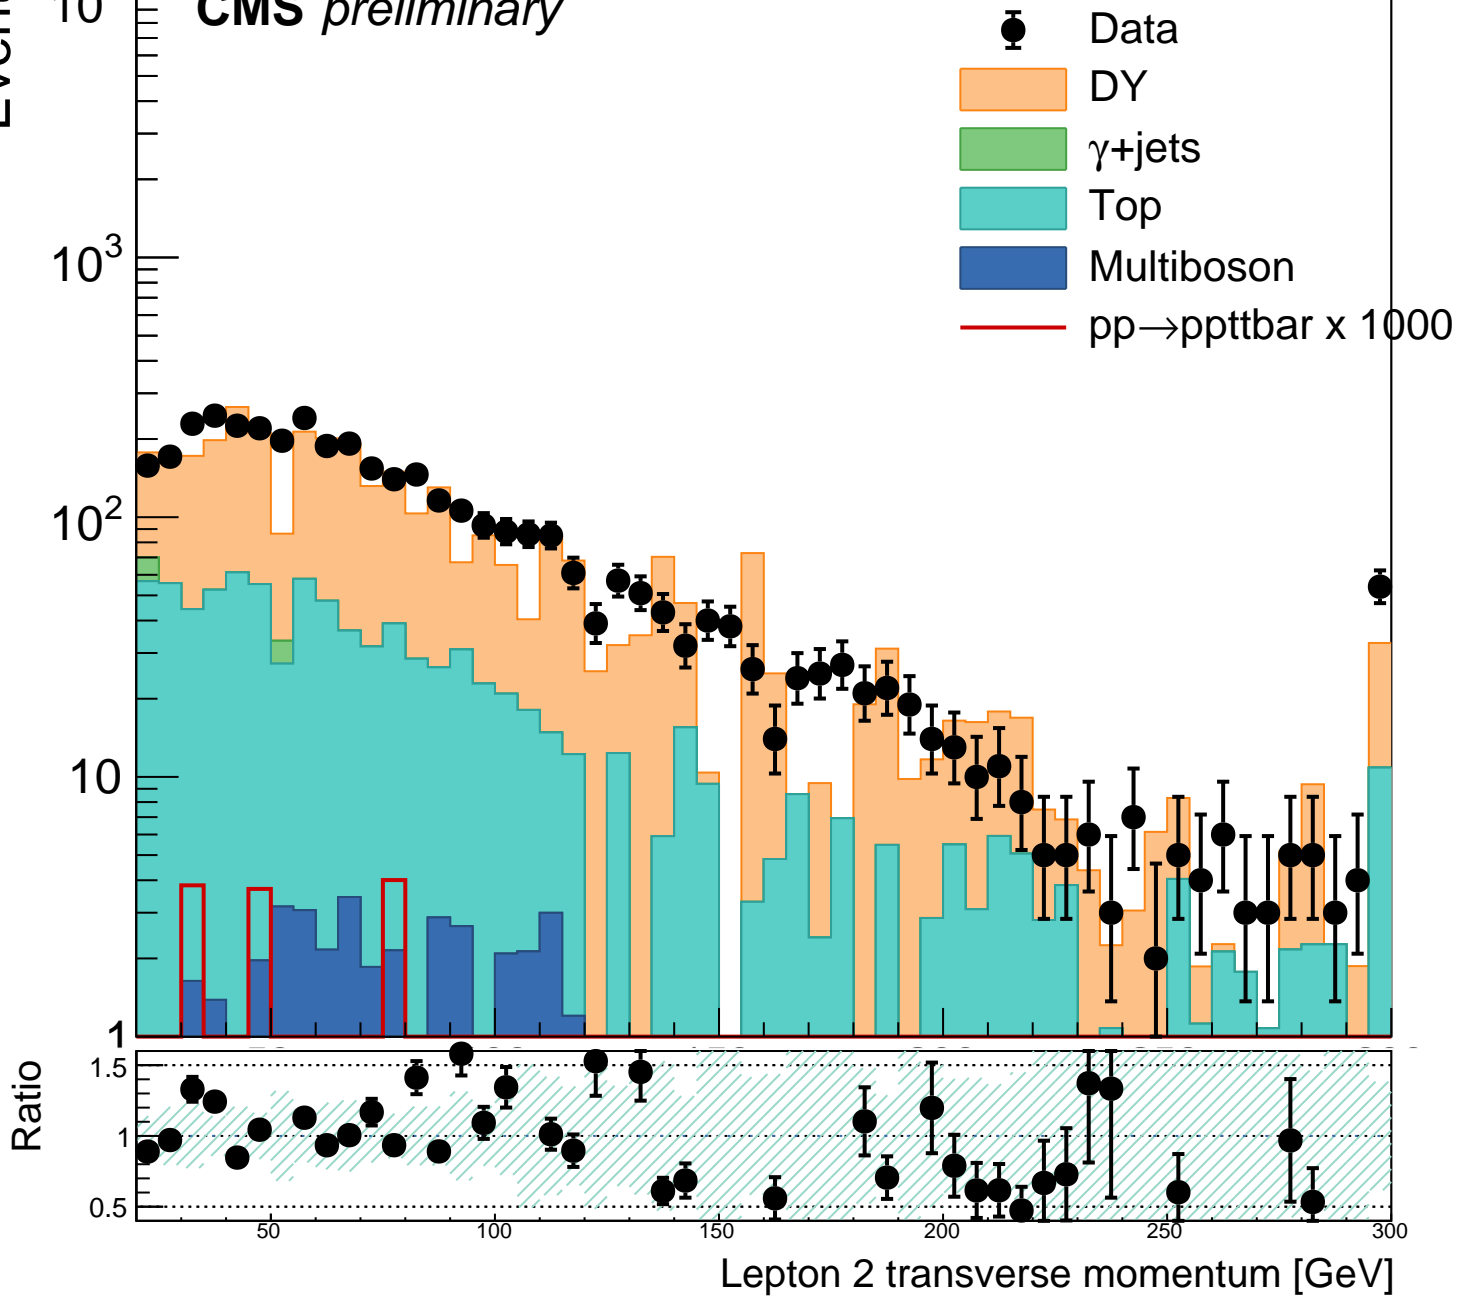 CMS preliminary
Data
DY
γ+jets
Top
Multiboson
pp→ppttbar x 1000
10
10³
10²
10
1
Ratio
1.5
1
0.5
50 100 150 200 250 300
Lepton 2 transverse momentum [GeV]